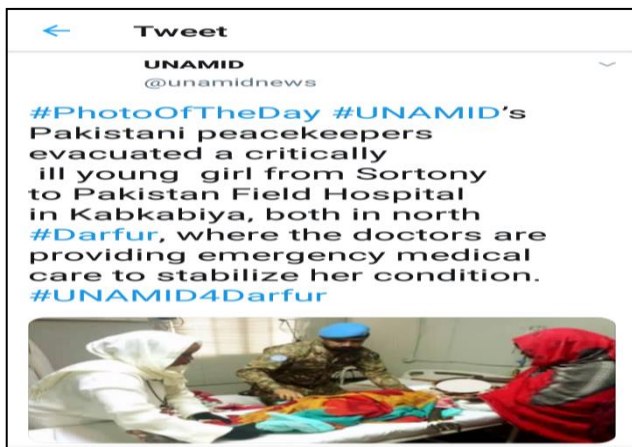 Tweet
UNAMID
@unamidnews
#PhotoOfTheDay #UNAMID's
Pakistani peacekeepers
evacuated a critically
ill young girl from Sortony
to Pakistan Field Hospital
in Kabkabiya, both in north
#Darfur, where the doctors are
providing emergency medical
care to stabilize her condition.
#UNAMID4Darfur